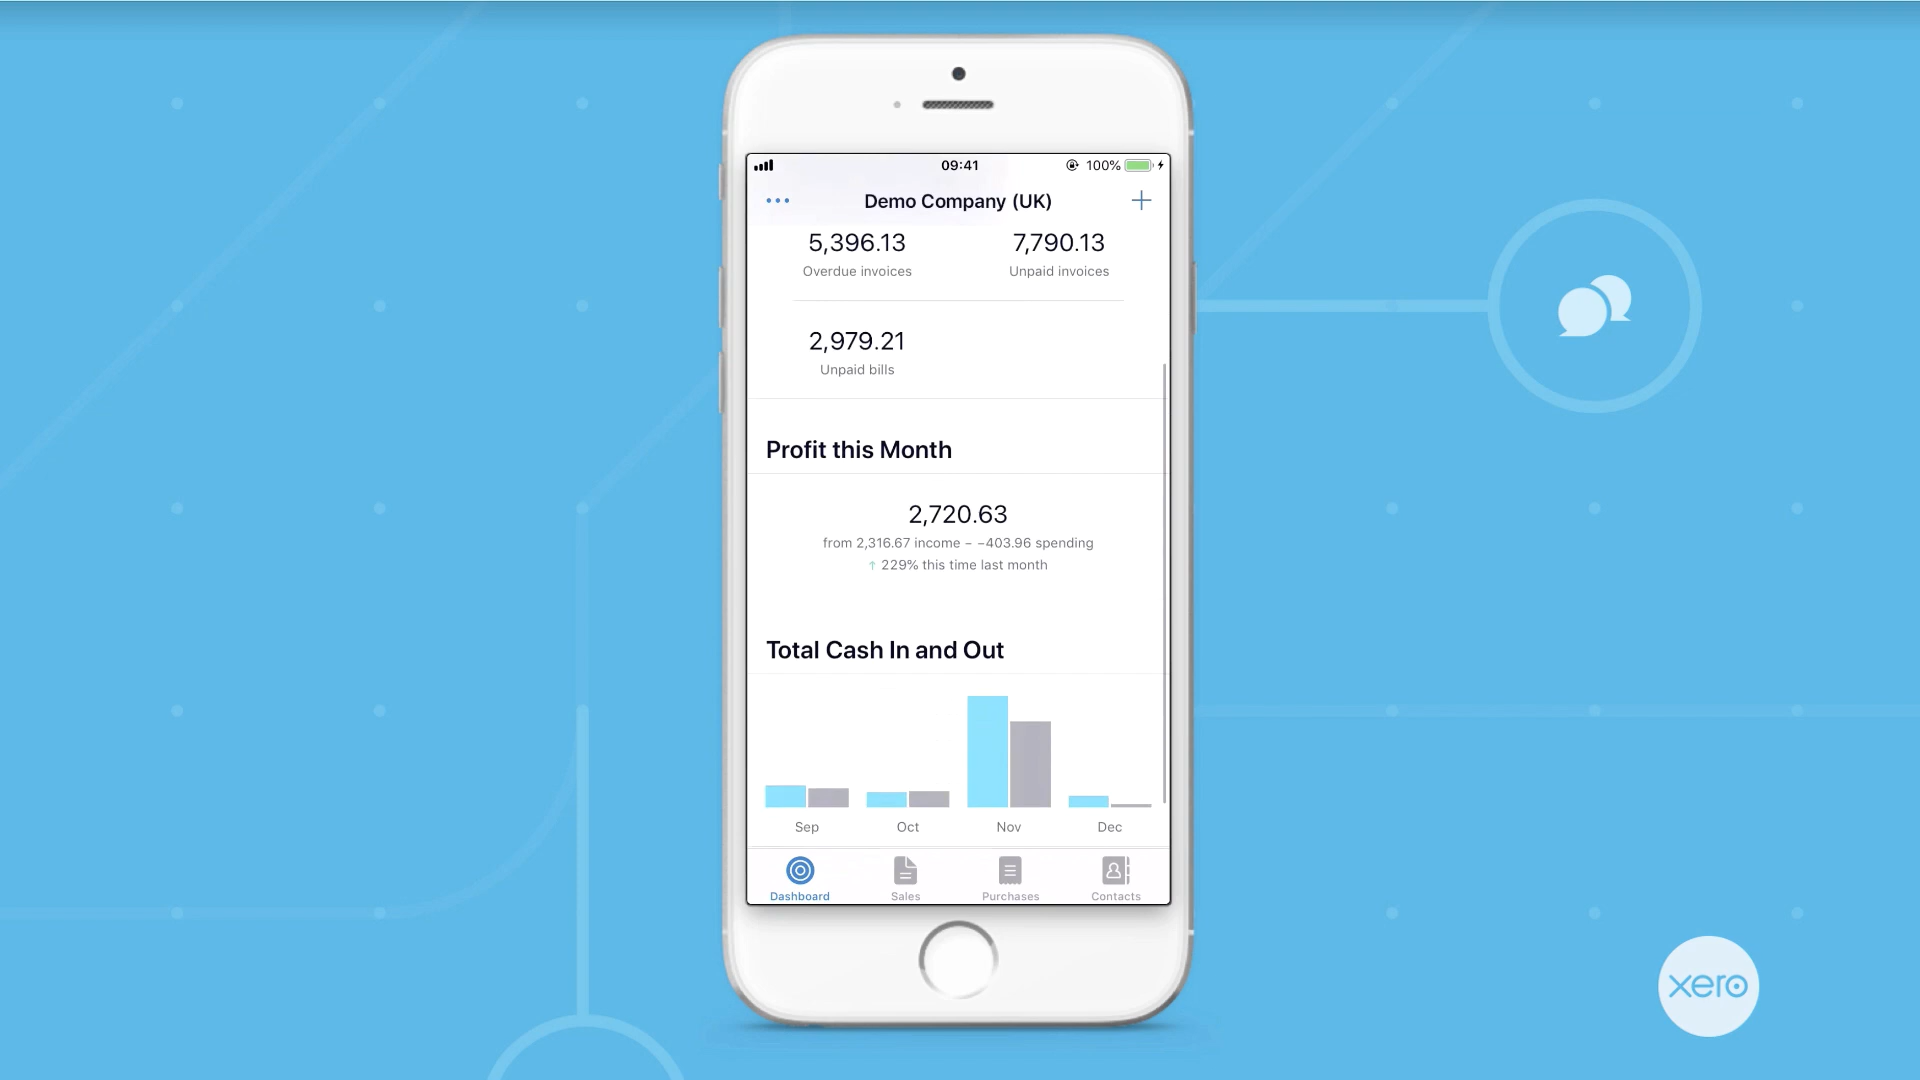 09:41
100%
Demo Company (UK)
5,396.13 7,790.13
Overdue invoices Unpaid invoices
2,979.21
Unpaid bills
Profit this Month
2,720.63
from 2,316.67 income – −403.96 spending
↑ 229% this time last month
Total Cash In and Out
Sep Oct Nov Dec
Dashboard Sales Purchases Contacts
xero